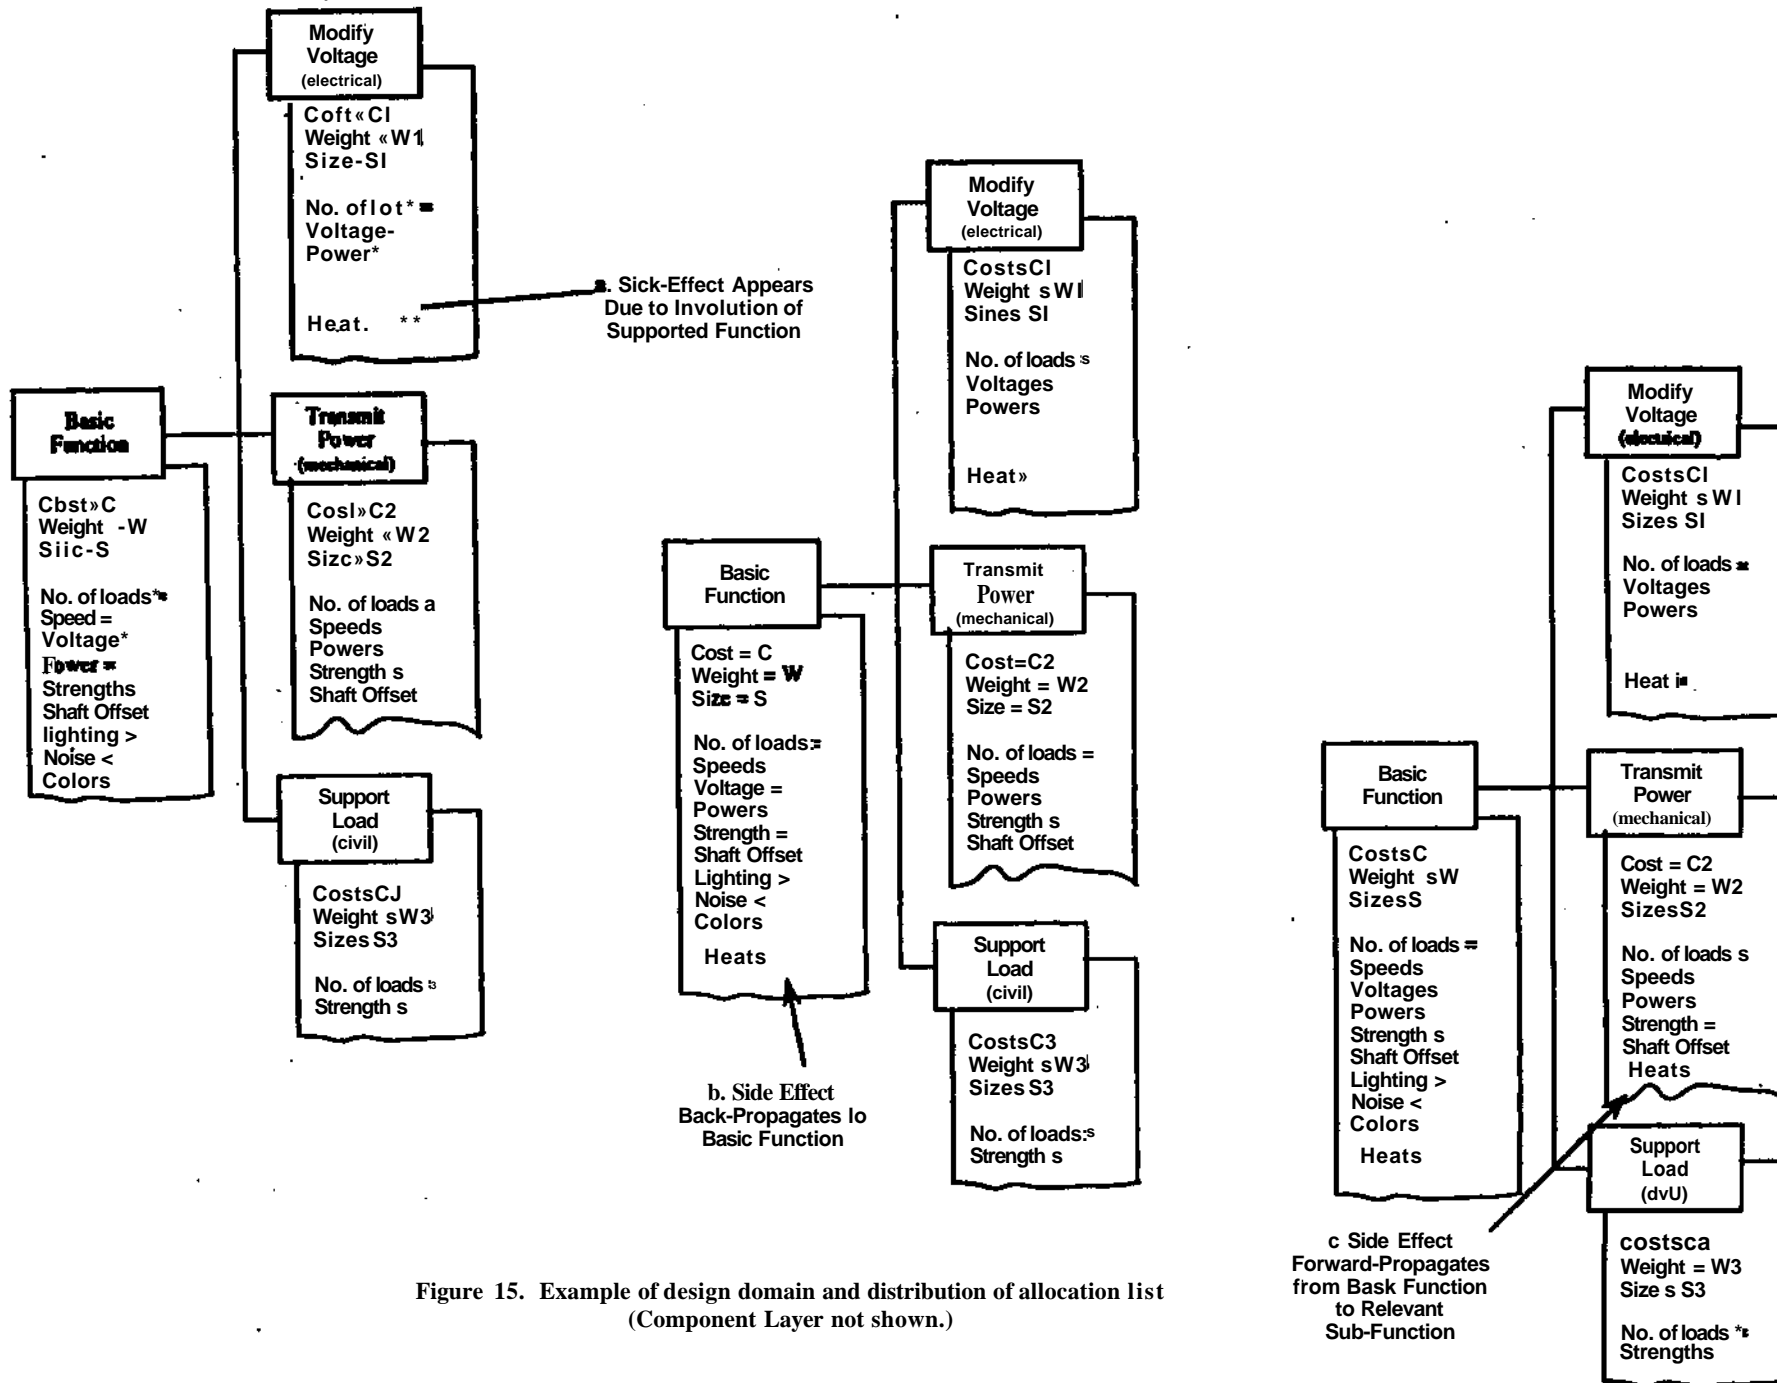 Modify
Voltage
(electrical)
Coft«Cl
Weight «W1
Size-SI
No. of lot* =
Voltage-
Power*
Heat. **
a. Sick-Effect Appears
Due to Involution of
Supported Function
Basic
Function
Cbst»C
Weight -W
Siic-S
No. of loads*=
Speed =
Voltage*
Power =
Strengths
Shaft Offset
lighting >
Noise <
Colors
Transmit
Power
(mechanical)
Cosl»C2
Weight «W2
Sizc»S2
No. of loads a
Speeds
Powers
Strength s
Shaft Offset
Support
Load
(civil)
CostsCJ
Weight sW3
Sizes S3
No. of loads
Strength s
Modify
Voltage
(electrical)
CostsCl
Weight s WI
Sines SI
No. of loads s
Voltages
Powers
Heat»
Basic
Function
Cost = C
Weight = W
Size = S
No. of loads:=
Speeds
Voltage =
Powers
Strength =
Shaft Offset
Lighting >
Noise <
Colors
Heats
b. Side Effect
Back-Propagates lo
Basic Function
Transmit
Power
(mechanical)
Cost=C2
Weight = W2
Size = S2
No. of loads =
Speeds
Powers
Strength s
Shaft Offset
Support
Load
(civil)
CostsC3
Weight sW3
Sizes S3
No. of loads:s
Strength s
Modify
Voltage
(electrical)
CostsCl
Weight s WI
Sizes SI
No. of loads =
Voltages
Powers
Heat i=
Basic
Function
CostsC
Weight sW
SizesS
No. of loads =
Speeds
Voltages
Powers
Strength s
Shaft Offset
Lighting >
Noise <
Colors
Heats
Transmit
Power
(mechanical)
Cost = C2
Weight = W2
SizesS2
No. of loads s
Speeds
Powers
Strength =
Shaft Offset
Heats
Support
Load
(dvU)
costsca
Weight = W3
Size s S3
No. of loads *s
Strengths
c Side Effect
Forward-Propagates
from Bask Function
to Relevant
Sub-Function
Figure 15. Example of design domain and distribution of allocation list
(Component Layer not shown.)